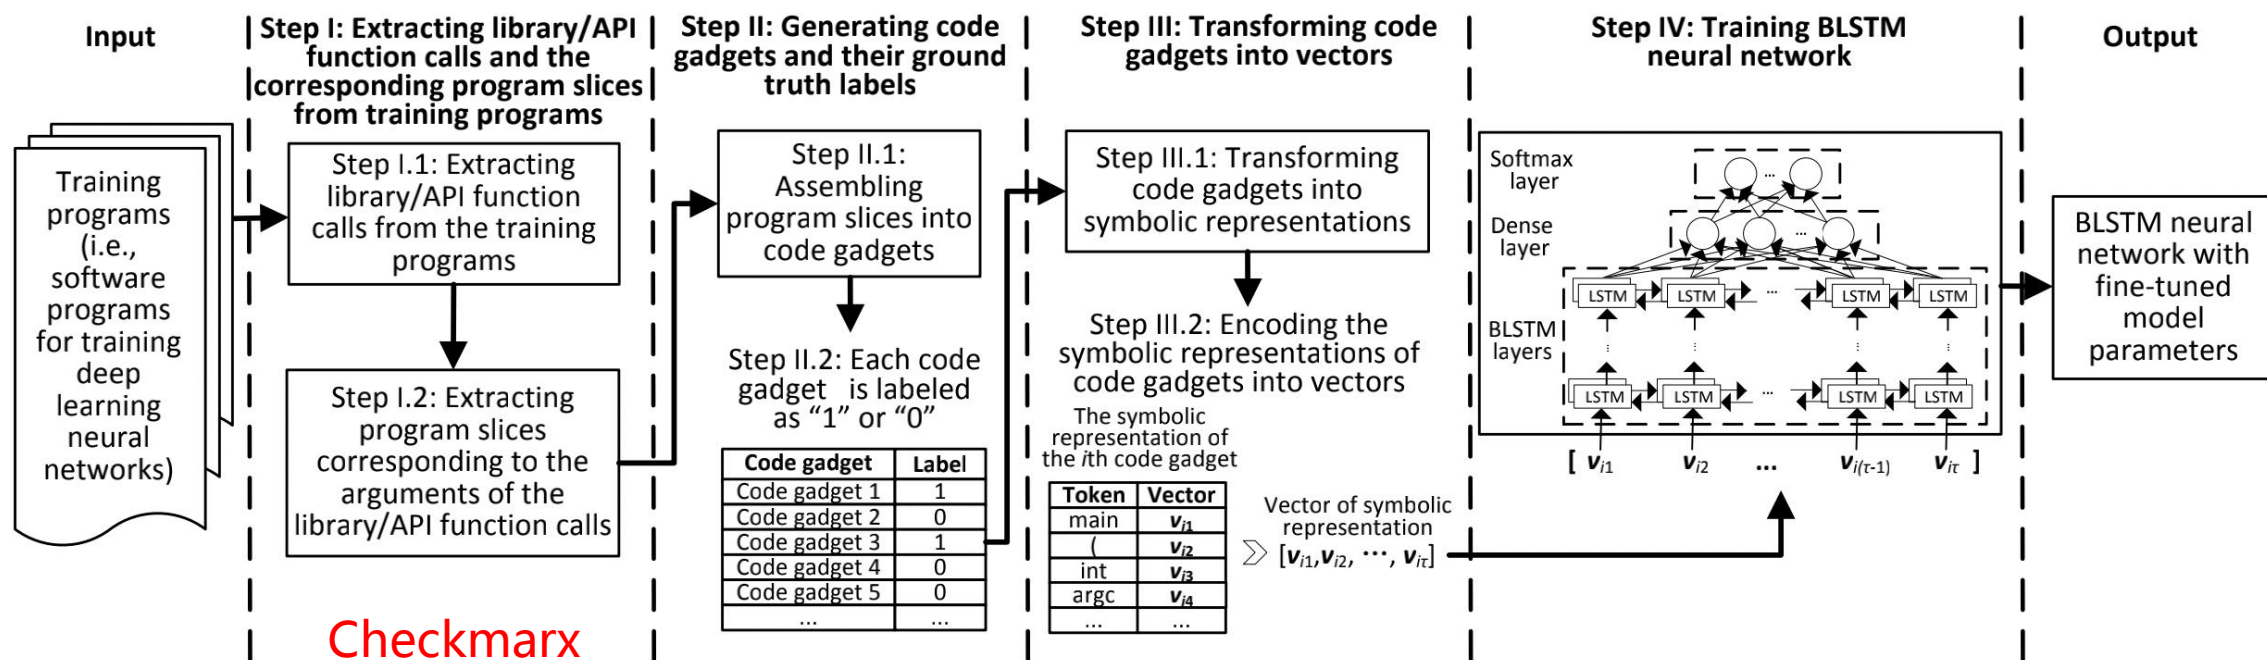 Input
Training
programs
(i.e.,
software
programs
for training
deep
learning
neural
networks)
Step I: Extracting library/API
function calls and the
corresponding program slices
from training programs
Step I.1: Extracting
library/API function
calls from the training
programs
Step I.2: Extracting
program slices
corresponding to the
arguments of the
library/API function calls
Checkmarx
Step II: Generating code
gadgets and their ground
truth labels
Step II.1:
Assembling
program slices into
code gadgets
Step II.2: Each code
gadget is labeled
as “1” or “0”
Code gadget Label
Code gadget 1 1
Code gadget 2 0
Code gadget 3 1
Code gadget 4 0
Code gadget 5 0
... ...
Step III: Transforming code
gadgets into vectors
Step III.1: Transforming
code gadgets into
symbolic representations
Step III.2: Encoding the
symbolic representations of
code gadgets into vectors
The symbolic
representation of
the ith code gadget
Token Vector
main vi1
( vi2
int vi3
argc vi4
... ...
Vector of symbolic
representation
[vi1,vi2, ···, viτ]
Step IV: Training BLSTM
neural network
Softmax
layer
...
Dense
layer
...
LSTM LSTM ... LSTM LSTM
BLSTM
layers
... ... ... ...
LSTM LSTM ... LSTM LSTM
[ vi1 vi2 ... vi(τ-1) viτ ]
Output
BLSTM neural
network with
fine-tuned
model
parameters